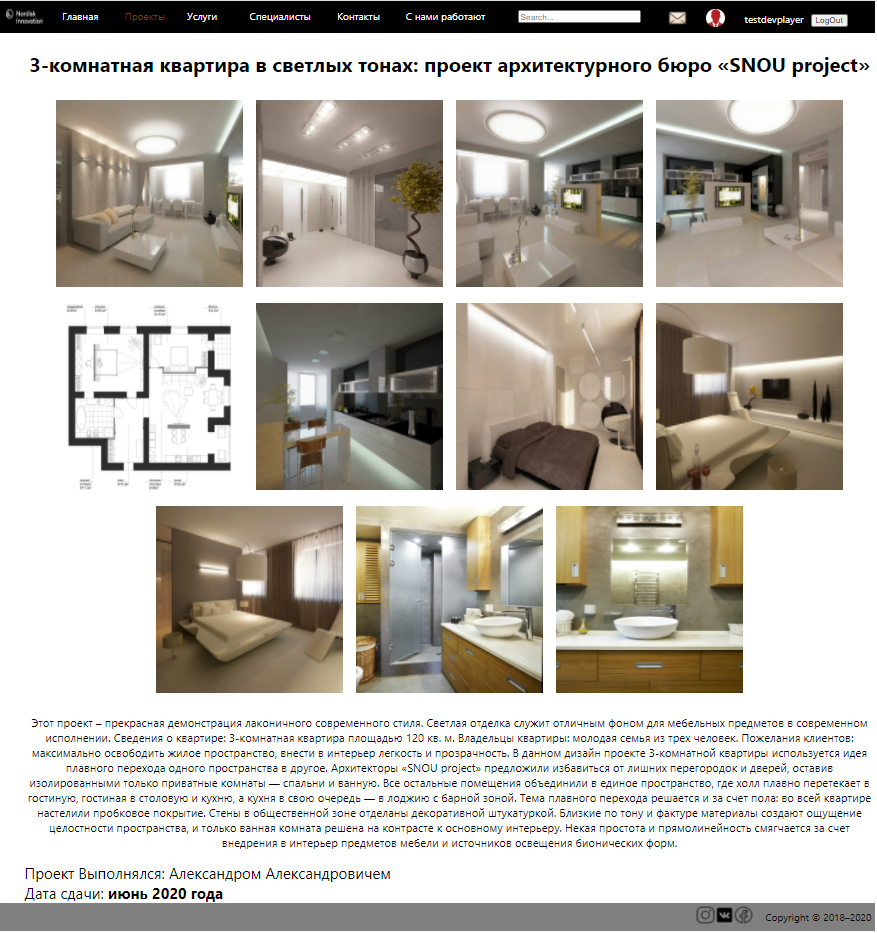 Nordisk
Innovation
Главная
Проекты
Услуги
Специалисты
Контакты
С нами работают
Search...
testdevplayer
LogOut
3-комнатная квартира в светлых тонах: проект архитектурного бюро «SNOU project»
Этот проект – прекрасная демонстрация лаконичного современного стиля. Светлая отделка служит отличным фоном для мебельных предметов в современном
исполнении. Сведения о квартире: 3-комнатная квартира площадью 120 кв. м. Владельцы квартиры: молодая семья из трех человек. Пожелания клиентов:
максимально освободить жилое пространство, внести в интерьер легкость и прозрачность. В данном дизайн проекте 3-комнатной квартиры используется идея
плавного перехода одного пространства в другое. Архитекторы «SNOU project» предложили избавиться от лишних перегородок и дверей, оставив
изолированными только приватные комнаты — спальни и ванную. Все остальные помещения объединили в единое пространство, где холл плавно перетекает в
гостиную, гостиная в столовую и кухню, а кухня в свою очередь — в лоджию с барной зоной. Тема плавного перехода решается и за счет пола: во всей квартире
настелили пробковое покрытие. Стены в общественной зоне отделаны декоративной штукатуркой. Близкие по тону и фактуре материалы создают ощущение
целостности пространства, и только ванная комната решена на контрасте к основному интерьеру. Некая простота и прямолинейность смягчается за счет
внедрения в интерьер предметов мебели и источников освещения бионических форм.
Проект Выполнялся: Александром Александровичем
Дата сдачи: июнь 2020 года
Copyright © 2018–2020